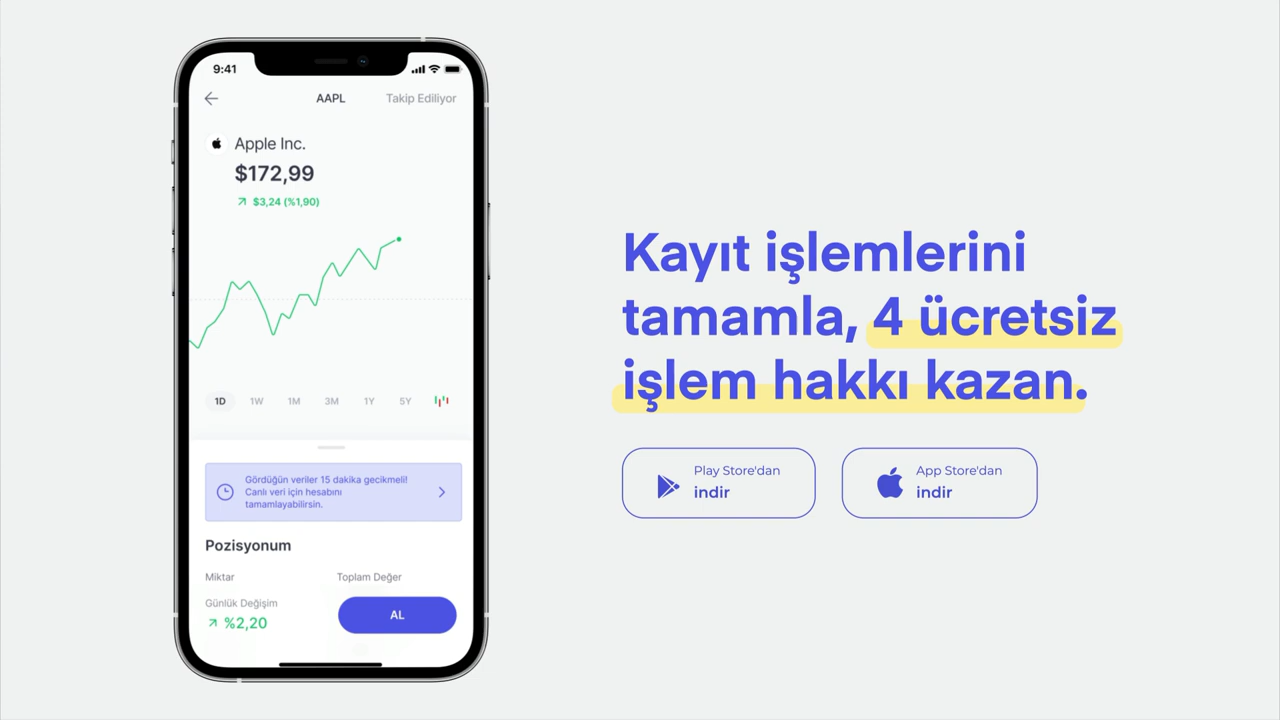 9:41
AAPL
Takip Ediliyor
Apple Inc.
$172,99
$3,24 (%1,90)
1D 1W 1M 3M 1Y 5Y
Gördüğün veriler 15 dakika gecikmeli!
Canlı veri için hesabını
tamamlayabilirsin.
Pozisyonum
Miktar
Toplam Değer
Günlük Değişim
%2,20
AL
Kayıt işlemlerini
tamamla, 4 ücretsiz
işlem hakkı kazan.
Play Store'dan
indir
App Store'dan
indir